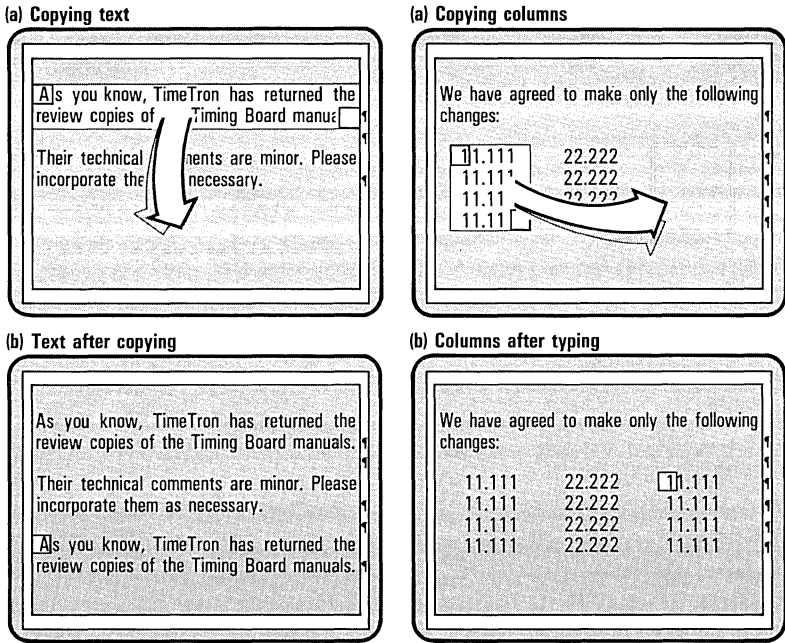 (a) Copying text
As you know, TimeTron has returned the
review copies of Timing Board manua ¶
¶
Their technical ments are minor. Please
incorporate the necessary. ¶
(a) Copying columns
We have agreed to make only the following
changes: ¶
¶
11.111 22.222 ¶
11.111 22.222 ¶
11.11 22.222 ¶
11.11 ¶
(b) Text after copying
As you know, TimeTron has returned the
review copies of the Timing Board manuals. ¶
¶
Their technical comments are minor. Please
incorporate them as necessary. ¶
¶
As you know, TimeTron has returned the
review copies of the Timing Board manuals. ¶
(b) Columns after typing
We have agreed to make only the following
changes: ¶
¶
11.111 22.222 11.111 ¶
11.111 22.222 11.111 ¶
11.111 22.222 11.111 ¶
11.111 22.222 11.111 ¶